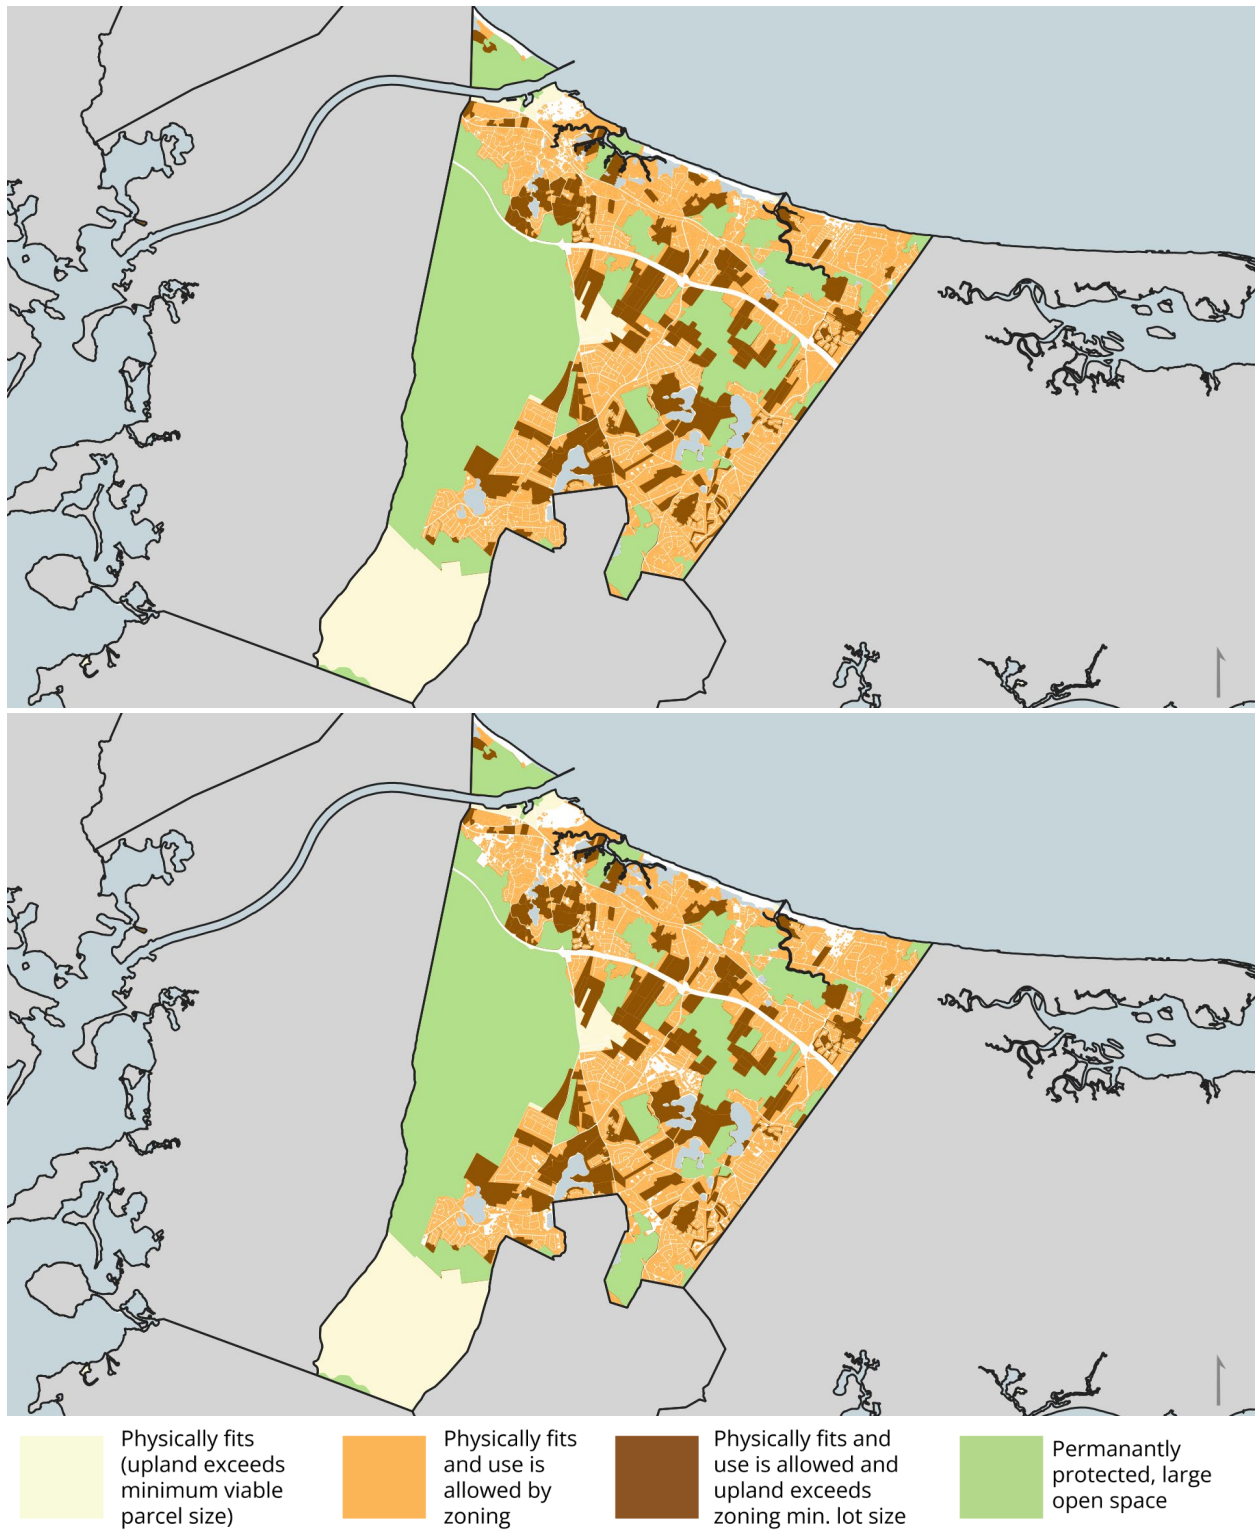 Physically fits
(upland exceeds
minimum viable
parcel size)
Physically fits
and use is
allowed by
zoning
Physically fits and
use is allowed and
upland exceeds
zoning min. lot size
Permanantly
protected, large
open space